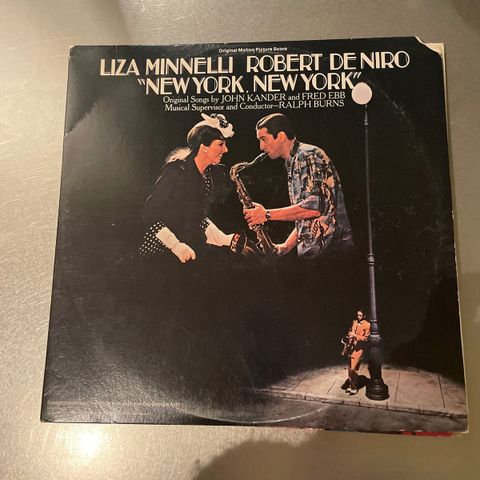 Original Motion Picture Score
LIZA MINNELLI ROBERT DE NIRO
"NEW YORK, NEW YORK"
Original Songs by JOHN KANDER and FRED EBB
Musical Supervisor and Conductor—RALPH BURNS